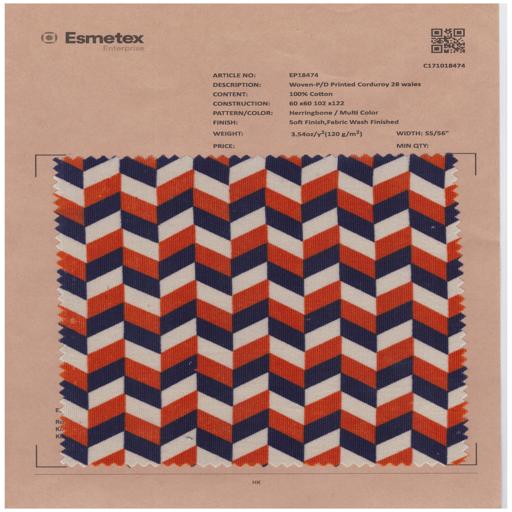 Esmetex
Enterprise
C171018474
ARTICLE NO: EP18474
DESCRIPTION: Woven-P/D Printed Corduroy 28 wales
CONTENT: 100% Cotton
CONSTRUCTION: 60 x60 102 x122
PATTERN/COLOR: Herringbone / Multi Color
FINISH: Soft Finish,Fabric Wash Finished
WEIGHT: 3.54oz/y²(120 g/m²) WIDTH: 55/56"
PRICE: MIN QTY:
HK